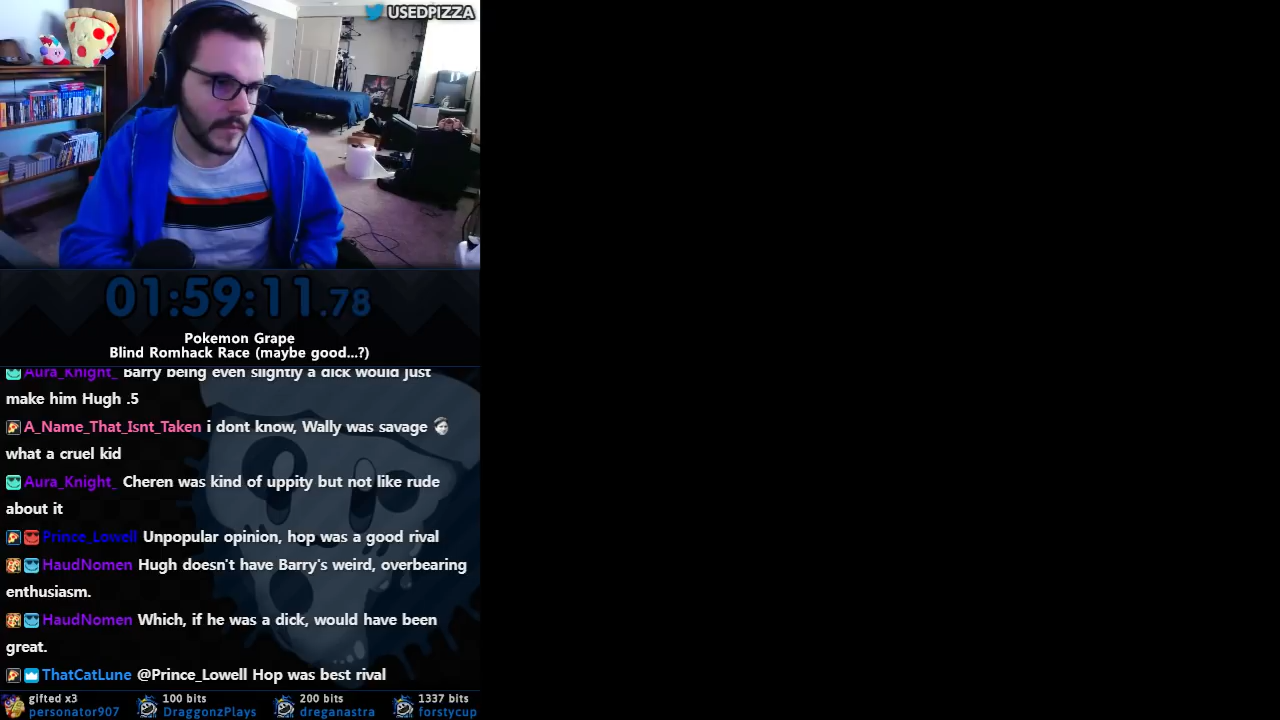 USEDPIZZA
01:59:11.78
Pokemon Grape
Blind Romhack Race (maybe good...?)
Aura_Knight_ Barry being even slightly a dick would just
make him Hugh .5
A_Name_That_Isnt_Taken i dont know, Wally was savage
what a cruel kid
Aura_Knight_ Cheren was kind of uppity but not like rude
about it
Prince_Lowell Unpopular opinion, hop was a good rival
HaudNomen Hugh doesn't have Barry's weird, overbearing
enthusiasm.
HaudNomen Which, if he was a dick, would have been
great.
ThatCatLune @Prince_Lowell Hop was best rival
gifted x3 100 bits 200 bits 1337 bits
personator907 DraggonzPlays dreganastra forstycup